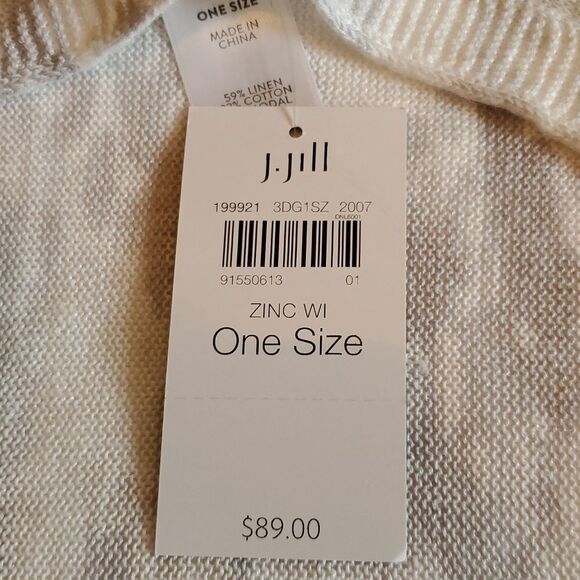 ONE SIZE
MADE IN
CHINA
59% LINEN
COTTON
J.Jill
199921 3DG1SZ 2007
DNL6001
91550613 01
ZINC WI
One Size
$89.00